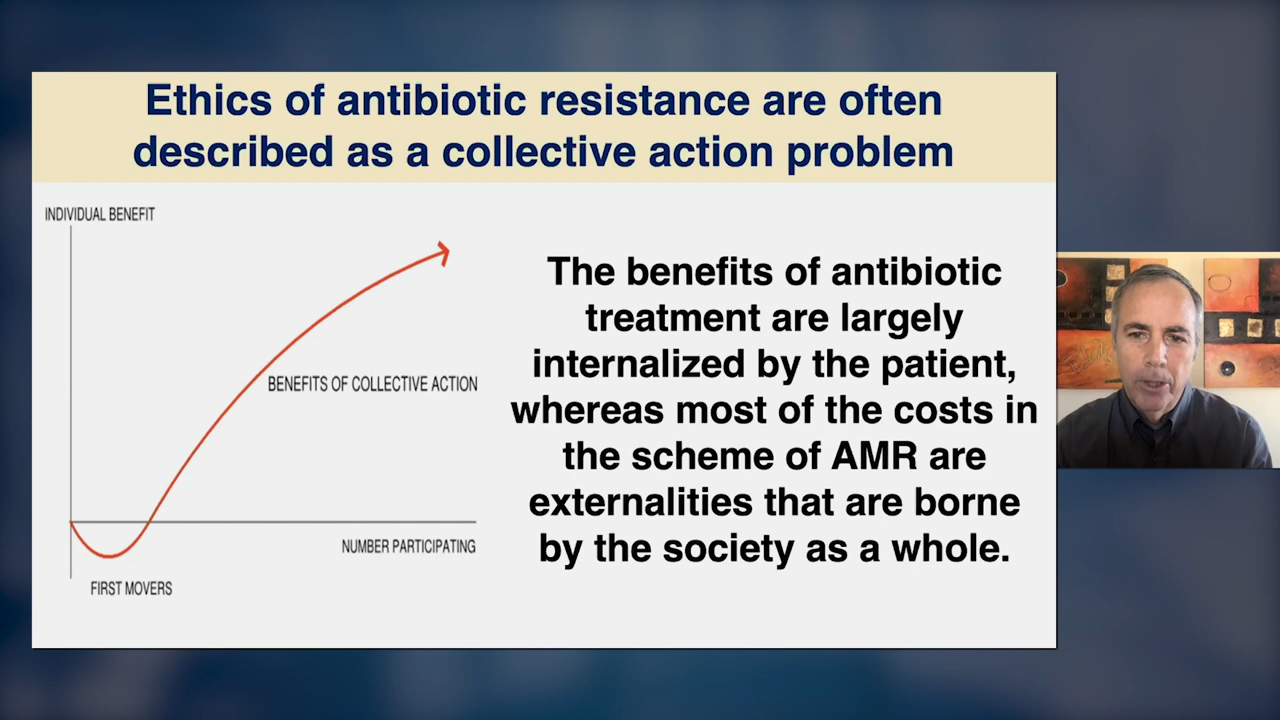 Ethics of antibiotic resistance are often
described as a collective action problem
INDIVIDUAL BENEFIT
BENEFITS OF COLLECTIVE ACTION
NUMBER PARTICIPATING
FIRST MOVERS
The benefits of antibiotic
treatment are largely
internalized by the patient,
whereas most of the costs in
the scheme of AMR are
externalities that are borne
by the society as a whole.